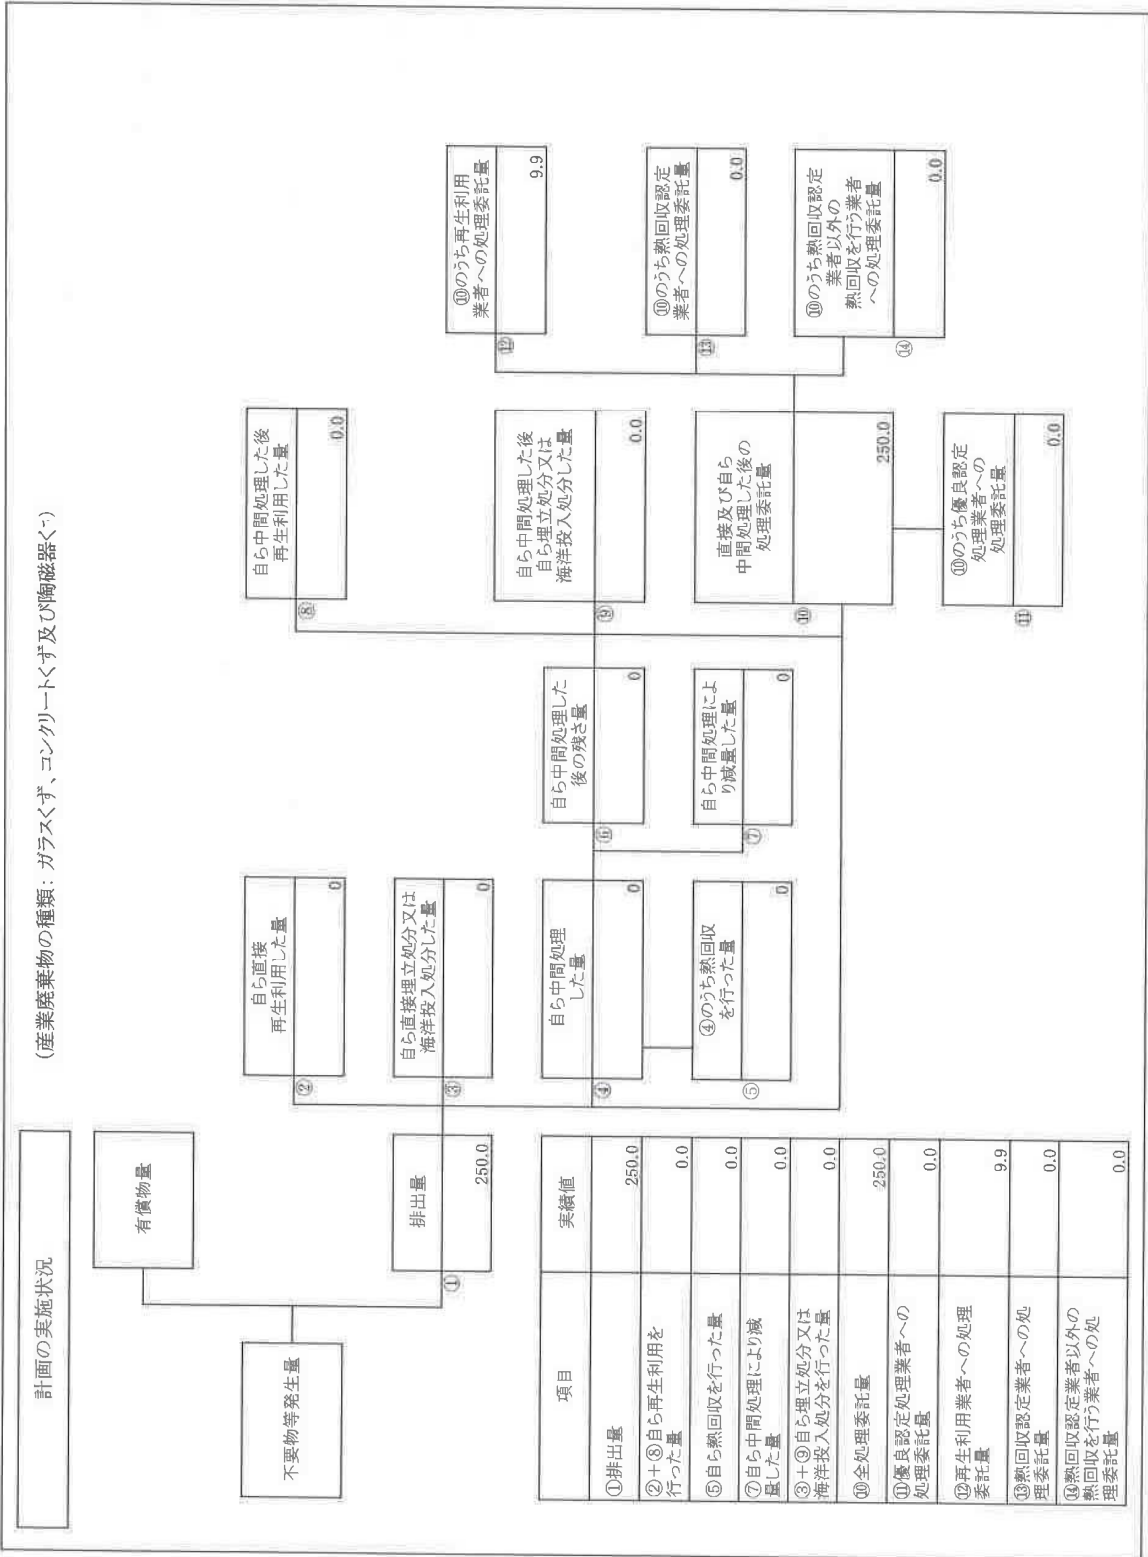 計画の実施状況
(産業廃棄物の種類: ガラスくず、コンクリートくず及び陶磁器く
不要物等発生量
有償物量
①
排出量
250.0
②
自ら直接
再生利用した量
0
③
自ら直接埋立処分又は
海洋投入処分した量
0
④
自ら中間処理
した量
0
⑤
④のうち熱回収
を行った量
0
⑥
自ら中間処理した
後の残さ量
0
⑦
自ら中間処理によ
り減量した量
0
⑧
自ら中間処理した後
再生利用した量
0.0
⑨
自ら中間処理した後
自ら埋立処分又は
海洋投入処分した量
0.0
⑩
直接及び自ら
中間処理した後の
処理委託量
250.0
⑪
⑩のうち優良認定
処理業者への
処理委託量
0.0
⑫
⑩のうち再生利用
業者への処理委託量
9.9
⑬
⑩のうち熱回収認定
業者への処理委託量
0.0
⑭
⑩のうち熱回収認定
業者以外の
熱回収を行う業者
への処理委託量
0.0
項目 実績値
①排出量 250.0
②+⑧自ら再生利用を
行った量 0.0
⑤自ら熱回収を行った量 0.0
⑦自ら中間処理により減
量した量 0.0
③+⑨自ら埋立処分又は
海洋投入処分を行った量 0.0
⑩全処理委託量 250.0
⑪優良認定処理業者への
処理委託量 0.0
⑫再生利用業者への処理
委託量 9.9
⑬熱回収認定業者への処
理委託量 0.0
⑭熱回収認定業者以外の
熱回収を行う業者への処
理委託量 0.0